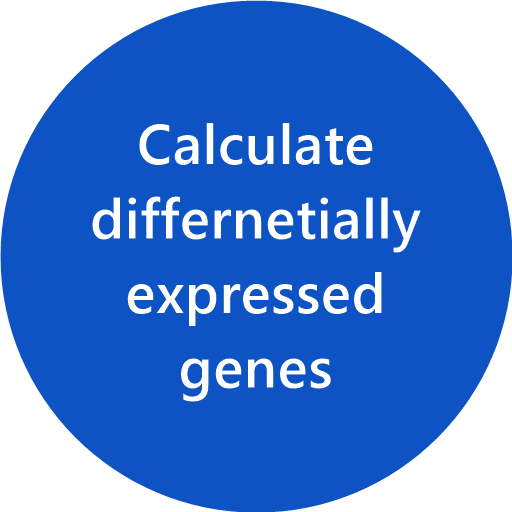 Calculate
differnetially
expressed
genes